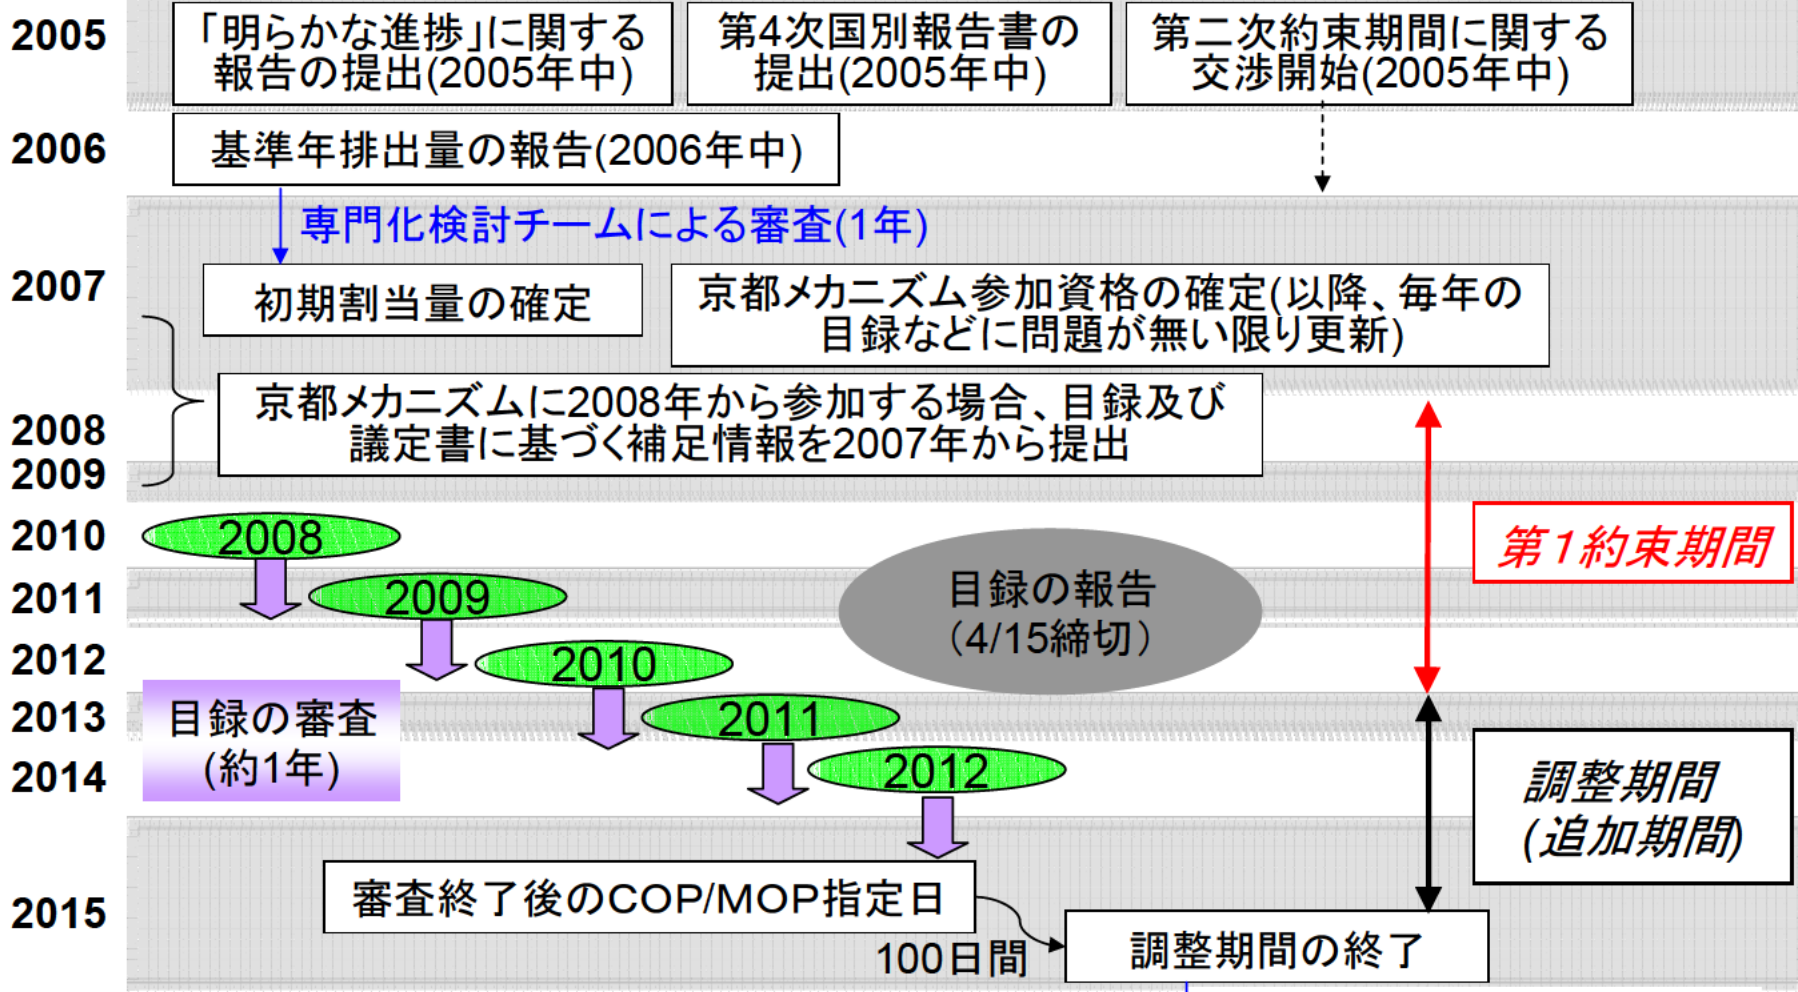 2005
「明らかな進捗」に関する
報告の提出(2005年中)
第4次国別報告書の
提出(2005年中)
第二次約束期間に関する
交渉開始(2005年中)
2006
基準年排出量の報告(2006年中)
専門化検討チームによる審査(1年)
2007
初期割当量の確定
京都メカニズム参加資格の確定(以降、毎年の
目録などに問題が無い限り更新)
京都メカニズムに2008年から参加する場合、目録及び
議定書に基づく補足情報を2007年から提出
2008
2009
2010
2008
第1約束期間
2011
2009
目録の報告
(4/15締切)
2012
2010
2013
2011
目録の審査
(約1年)
2014
2012
調整期間
(追加期間)
2015
審査終了後のCOP/MOP指定日
100日間
調整期間の終了